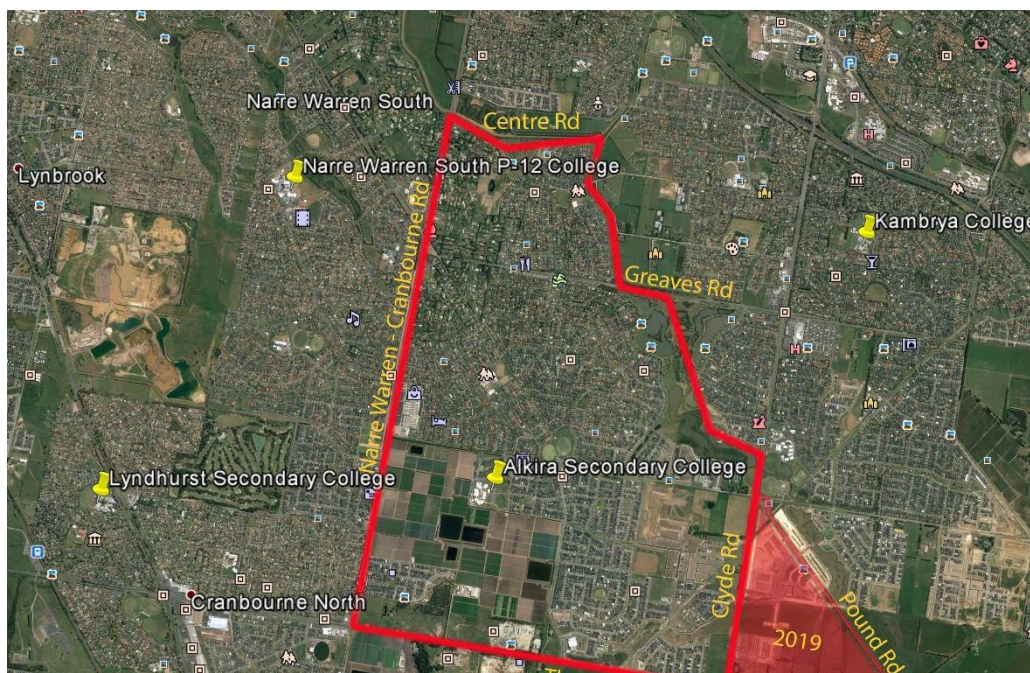 Narre Warren South
Centre Rd
Narre Warren South P-12 College
Lynbrook
Kambrya College
Narre Warren - Cranbourne Rd
Greaves Rd
Alkira Secondary College
Lyndhurst Secondary College
Clyde Rd
Cranbourne North
Pound Rd
2019